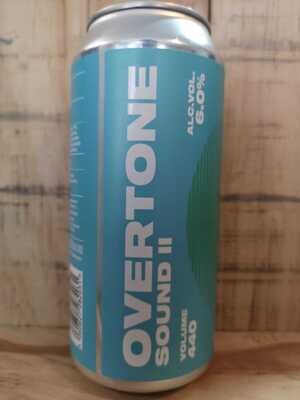 OVERTONE
SOUND II
VOLUME
440
ALC.VOL.
6.0%